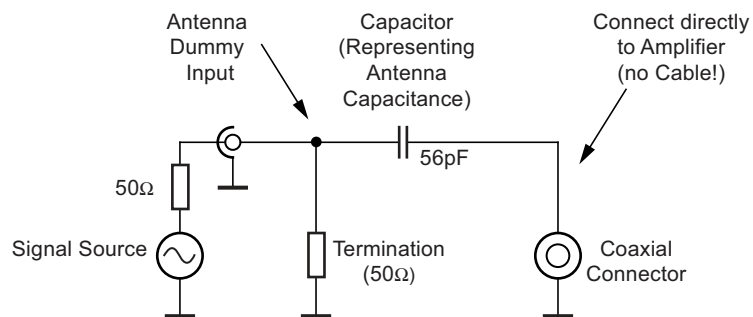 Antenna
Dummy
Input
Capacitor
(Representing
Antenna
Capacitance)
Connect directly
to Amplifier
(no Cable!)
56pF
50Ω
Signal Source
Termination
(50Ω)
Coaxial
Connector